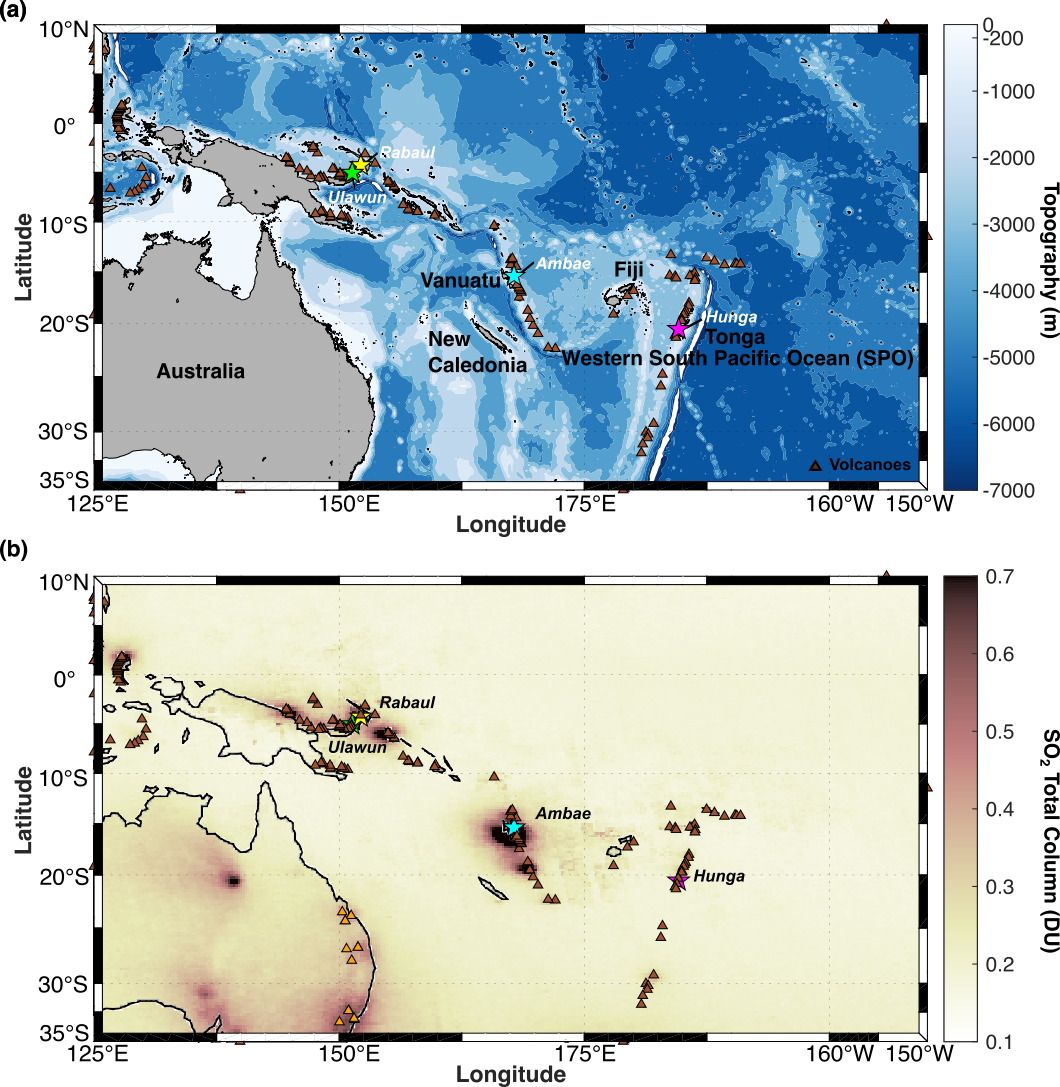 (a)
10°N
0°
10°S
20°S
30°S
35°S
Latitude
125°E
150°E
175°E
160°W
150°W
Longitude
Rabaul
Ulawun
Ambae
Vanuatu
Fiji
Hunga
Tonga
New
Caledonia
Western South Pacific Ocean (SPO)
Australia
Volcanoes
0
-200
-1000
-2000
-3000
-4000
-5000
-6000
-7000
Topography (m)
(b)
10°N
0°
10°S
20°S
30°S
35°S
Latitude
125°E
150°E
175°E
160°W
150°W
Longitude
Rabaul
Ulawun
Ambae
Hunga
0.7
0.6
0.5
0.4
0.3
0.2
0.1
SO₂ Total Column (DU)